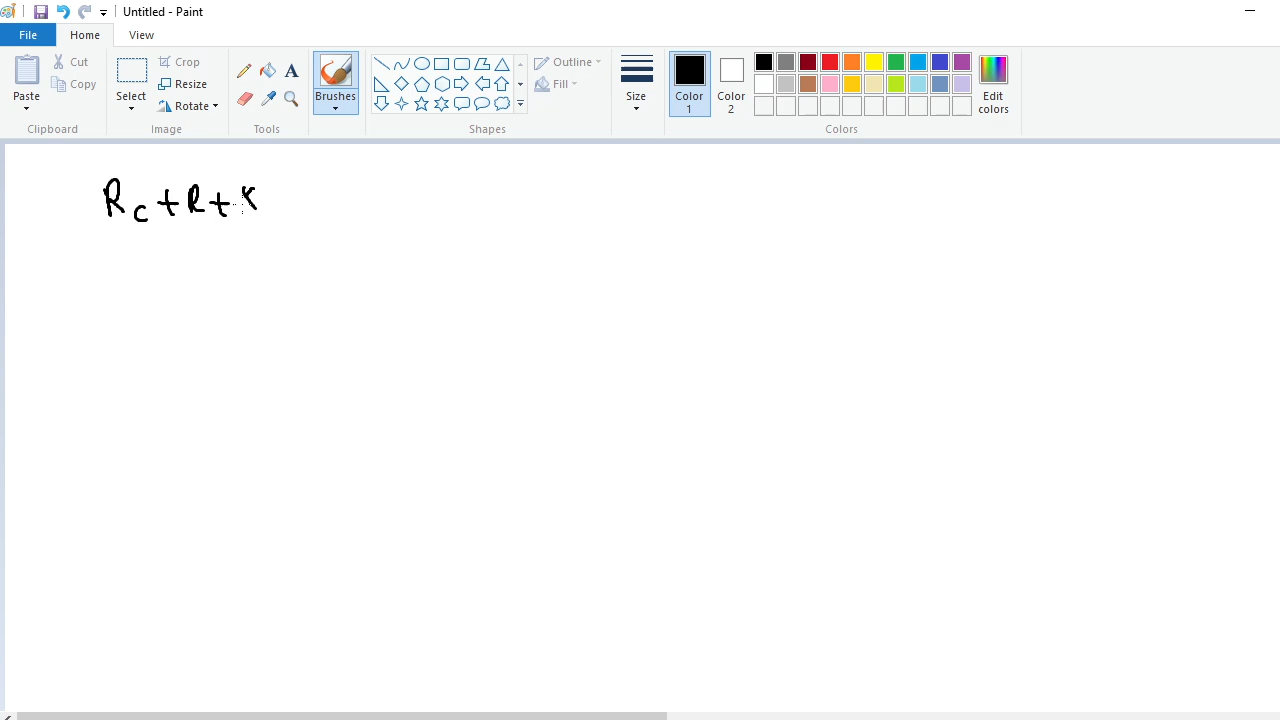 Untitled - Paint
File Home View
Paste
Cut
Copy
Clipboard
Select
Crop
Resize
Rotate
Image
Tools
Brushes
Shapes
Outline
Fill
Size
Color 1
Color 2
Edit colors
Colors
Rc+R+